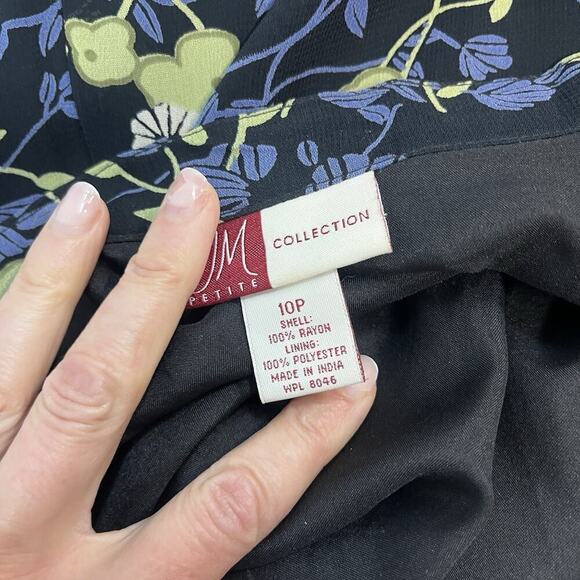 JM
PETITE
COLLECTION
10P
SHELL:
100% RAYON
LINING:
100% POLYESTER
MADE IN INDIA
WPL 8046